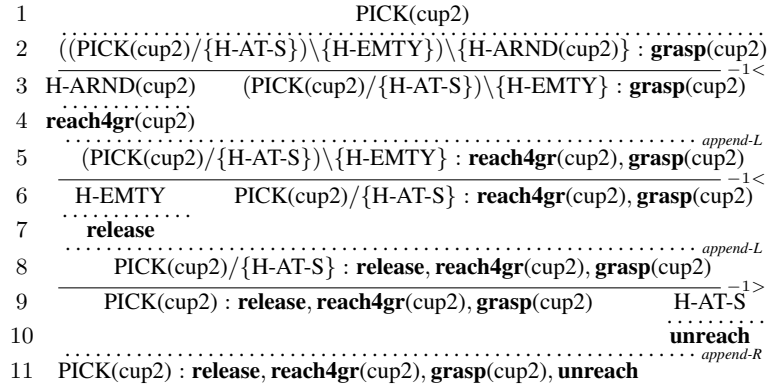 1 PICK(cup2)
2 ((PICK(cup2)/{H-AT-S})\{H-EMTY})\{H-ARND(cup2)} : grasp(cup2)
−1<
3 H-ARND(cup2) (PICK(cup2)/{H-AT-S})\{H-EMTY} : grasp(cup2)
4 reach4gr(cup2)
append-L
5 (PICK(cup2)/{H-AT-S})\{H-EMTY} : reach4gr(cup2), grasp(cup2)
−1<
6 H-EMTY PICK(cup2)/{H-AT-S} : reach4gr(cup2), grasp(cup2)
7 release
append-L
8 PICK(cup2)/{H-AT-S} : release, reach4gr(cup2), grasp(cup2)
−1>
9 PICK(cup2) : release, reach4gr(cup2), grasp(cup2) H-AT-S
10 unreach
append-R
11 PICK(cup2) : release, reach4gr(cup2), grasp(cup2), unreach